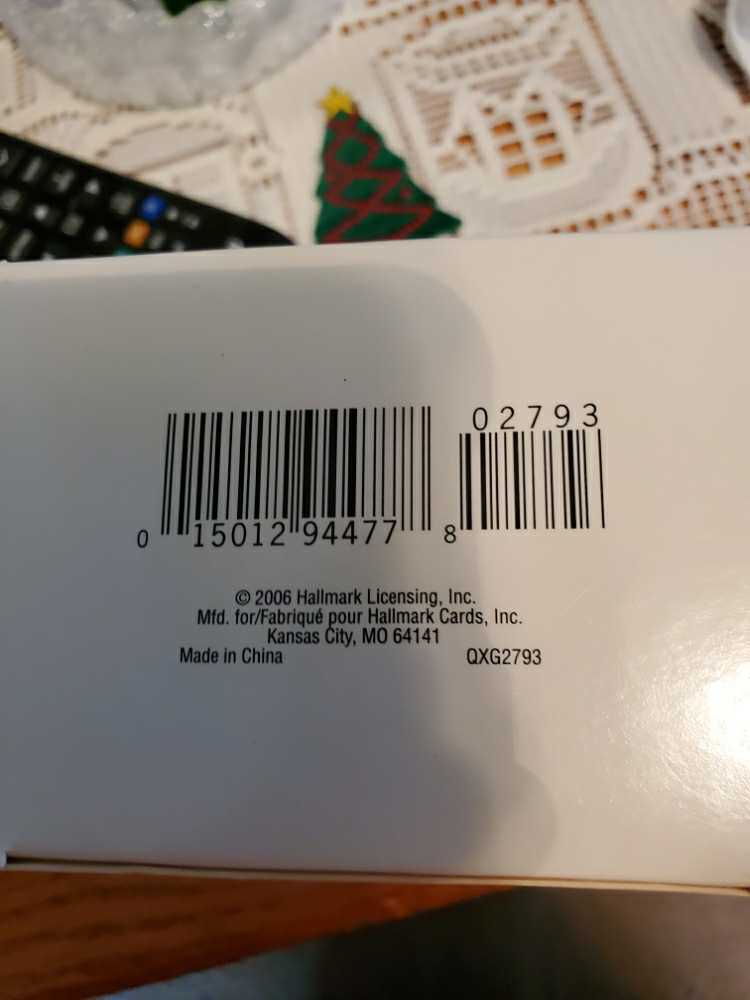 02793
0 15012 94477 8
© 2006 Hallmark Licensing, Inc.
Mfd. for/Fabriqué pour Hallmark Cards, Inc.
Kansas City, MO 64141
Made in China QXG2793